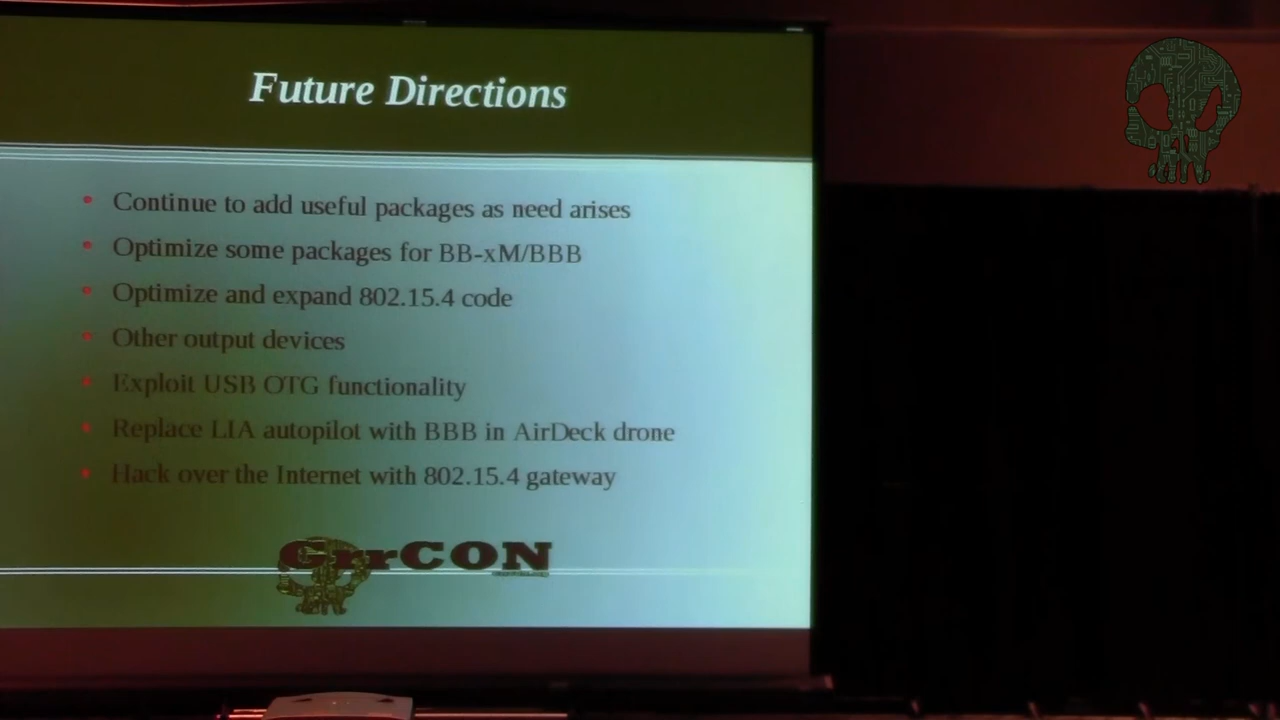 Future Directions
Continue to add useful packages as need arises
Optimize some packages for BB-xM/BBB
Optimize and expand 802.15.4 code
Other output devices
Exploit USB OTG functionality
Replace LIA autopilot with BBB in AirDeck drone
Hack over the Internet with 802.15.4 gateway
GrrCON